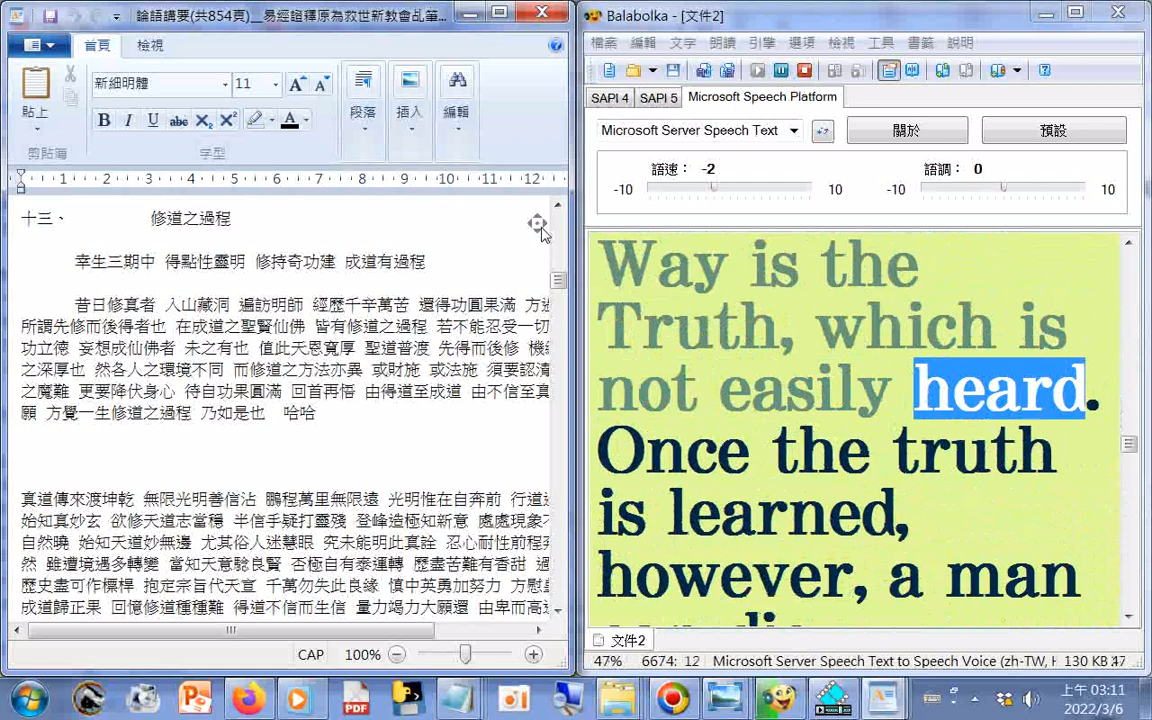 論語講要(共854頁)__易經證釋原為救世新教會乩筆...
首頁
檢視
貼上
剪貼簿
新細明體
11
字型
段落
插入
編輯
1 2 3 4 5 6 7 8 9 10 11 12
十三、 修道之過程
幸生三期中 得點性靈明 修持奇功建 成道有過程
昔日修真者 入山藏洞 遍訪明師 經歷千辛萬苦 還得功圓果滿 方
所謂先修而後得者也 在成道之聖賢仙佛 皆有修道之過程 若不能忍受一切
功立德 妄想成仙佛者 未之有也 值此天恩寬厚 聖道普渡 先得而後修 機
之深厚也 然各人之環境不同 而修道之方法亦異 或財施 或法施 須要認清
之魔難 更要降伏身心 待自功果圓滿 回首再悟 由得道至成道 由不信至真
願 方覺一生修道之過程 乃如是也 哈哈
真道傳來渡坤乾 無限光明善信沾 鵬程萬里無限遠 光明惟在自奔前 行道
始知真妙玄 欲修天道志當穩 半信半疑打靈殘 登峰造極知新意 處處現象
自然曉 始知天道妙無邊 尤其俗人迷慧眼 究未能明此真詮 忍心耐性前程
然 雖遭境遇多轉變 當知天意騐良賢 否極自有泰運轉 歷盡苦難有香甜 過
歷史盡可作標桿 抱定宗旨代天宣 千萬勿失此良緣 慎中英勇加努力 方慰
成道歸正果 回憶修道種種難 得道不信而生信 量力竭力大願還 由卑而高
CAP
100%
Balabolka - [文件2]
檔案 編輯 文字 朗讀 引擎 選項 檢視 工具 書籤 說明
SAPI 4
SAPI 5
Microsoft Speech Platform
Microsoft Server Speech Text
關於
預設
語速： -2
-10
10
語調： 0
-10
10
Way is the
Truth, which is
not easily heard.
Once the truth
is learned,
however, a man
文件2
47%
6674: 12
Microsoft Server Speech Text to Speech Voice (zh-TW, H
130 KB
上午 03:11
2022/3/6